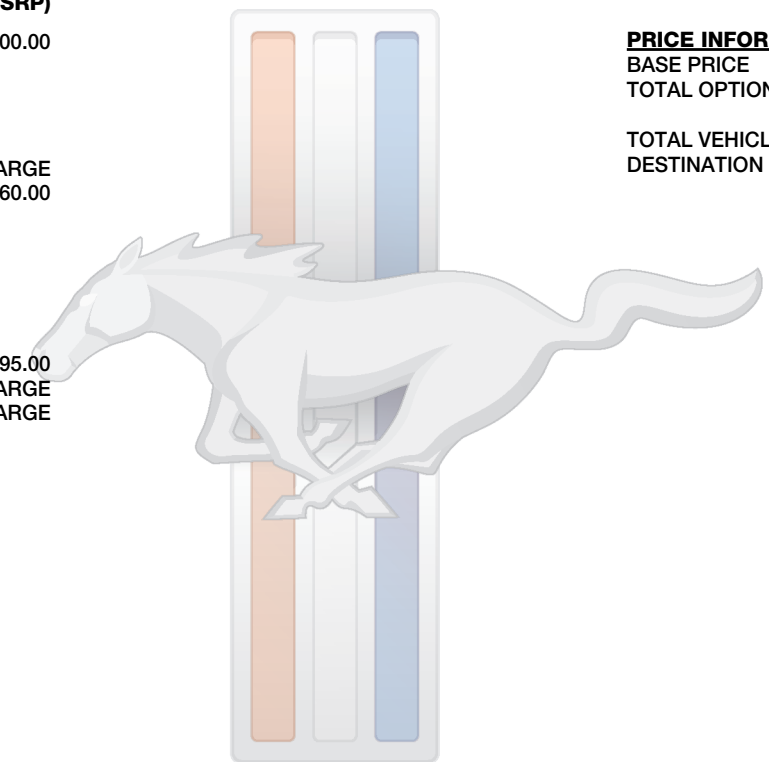 SRP)
00.00
ARGE
60.00
95.00
ARGE
ARGE
PRICE INFOR
BASE PRICE
TOTAL OPTION
TOTAL VEHICL
DESTINATION